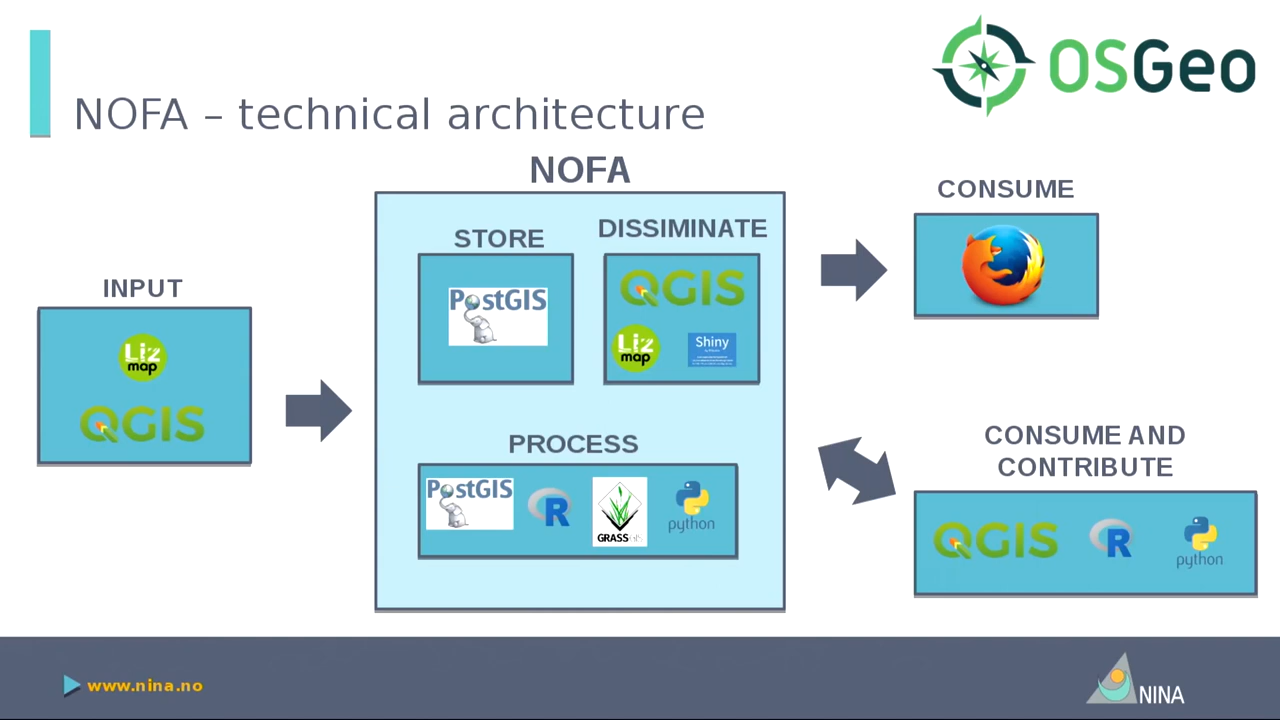 OSGeo
NOFA – technical architecture
NOFA
CONSUME
STORE
DISSIMINATE
INPUT
PostGIS
QGIS
Liz
map
Shiny
Liz
map
QGIS
PROCESS
CONSUME AND
CONTRIBUTE
PostGIS
R
GRASS GIS
python
QGIS
R
python
www.nina.no
NINA